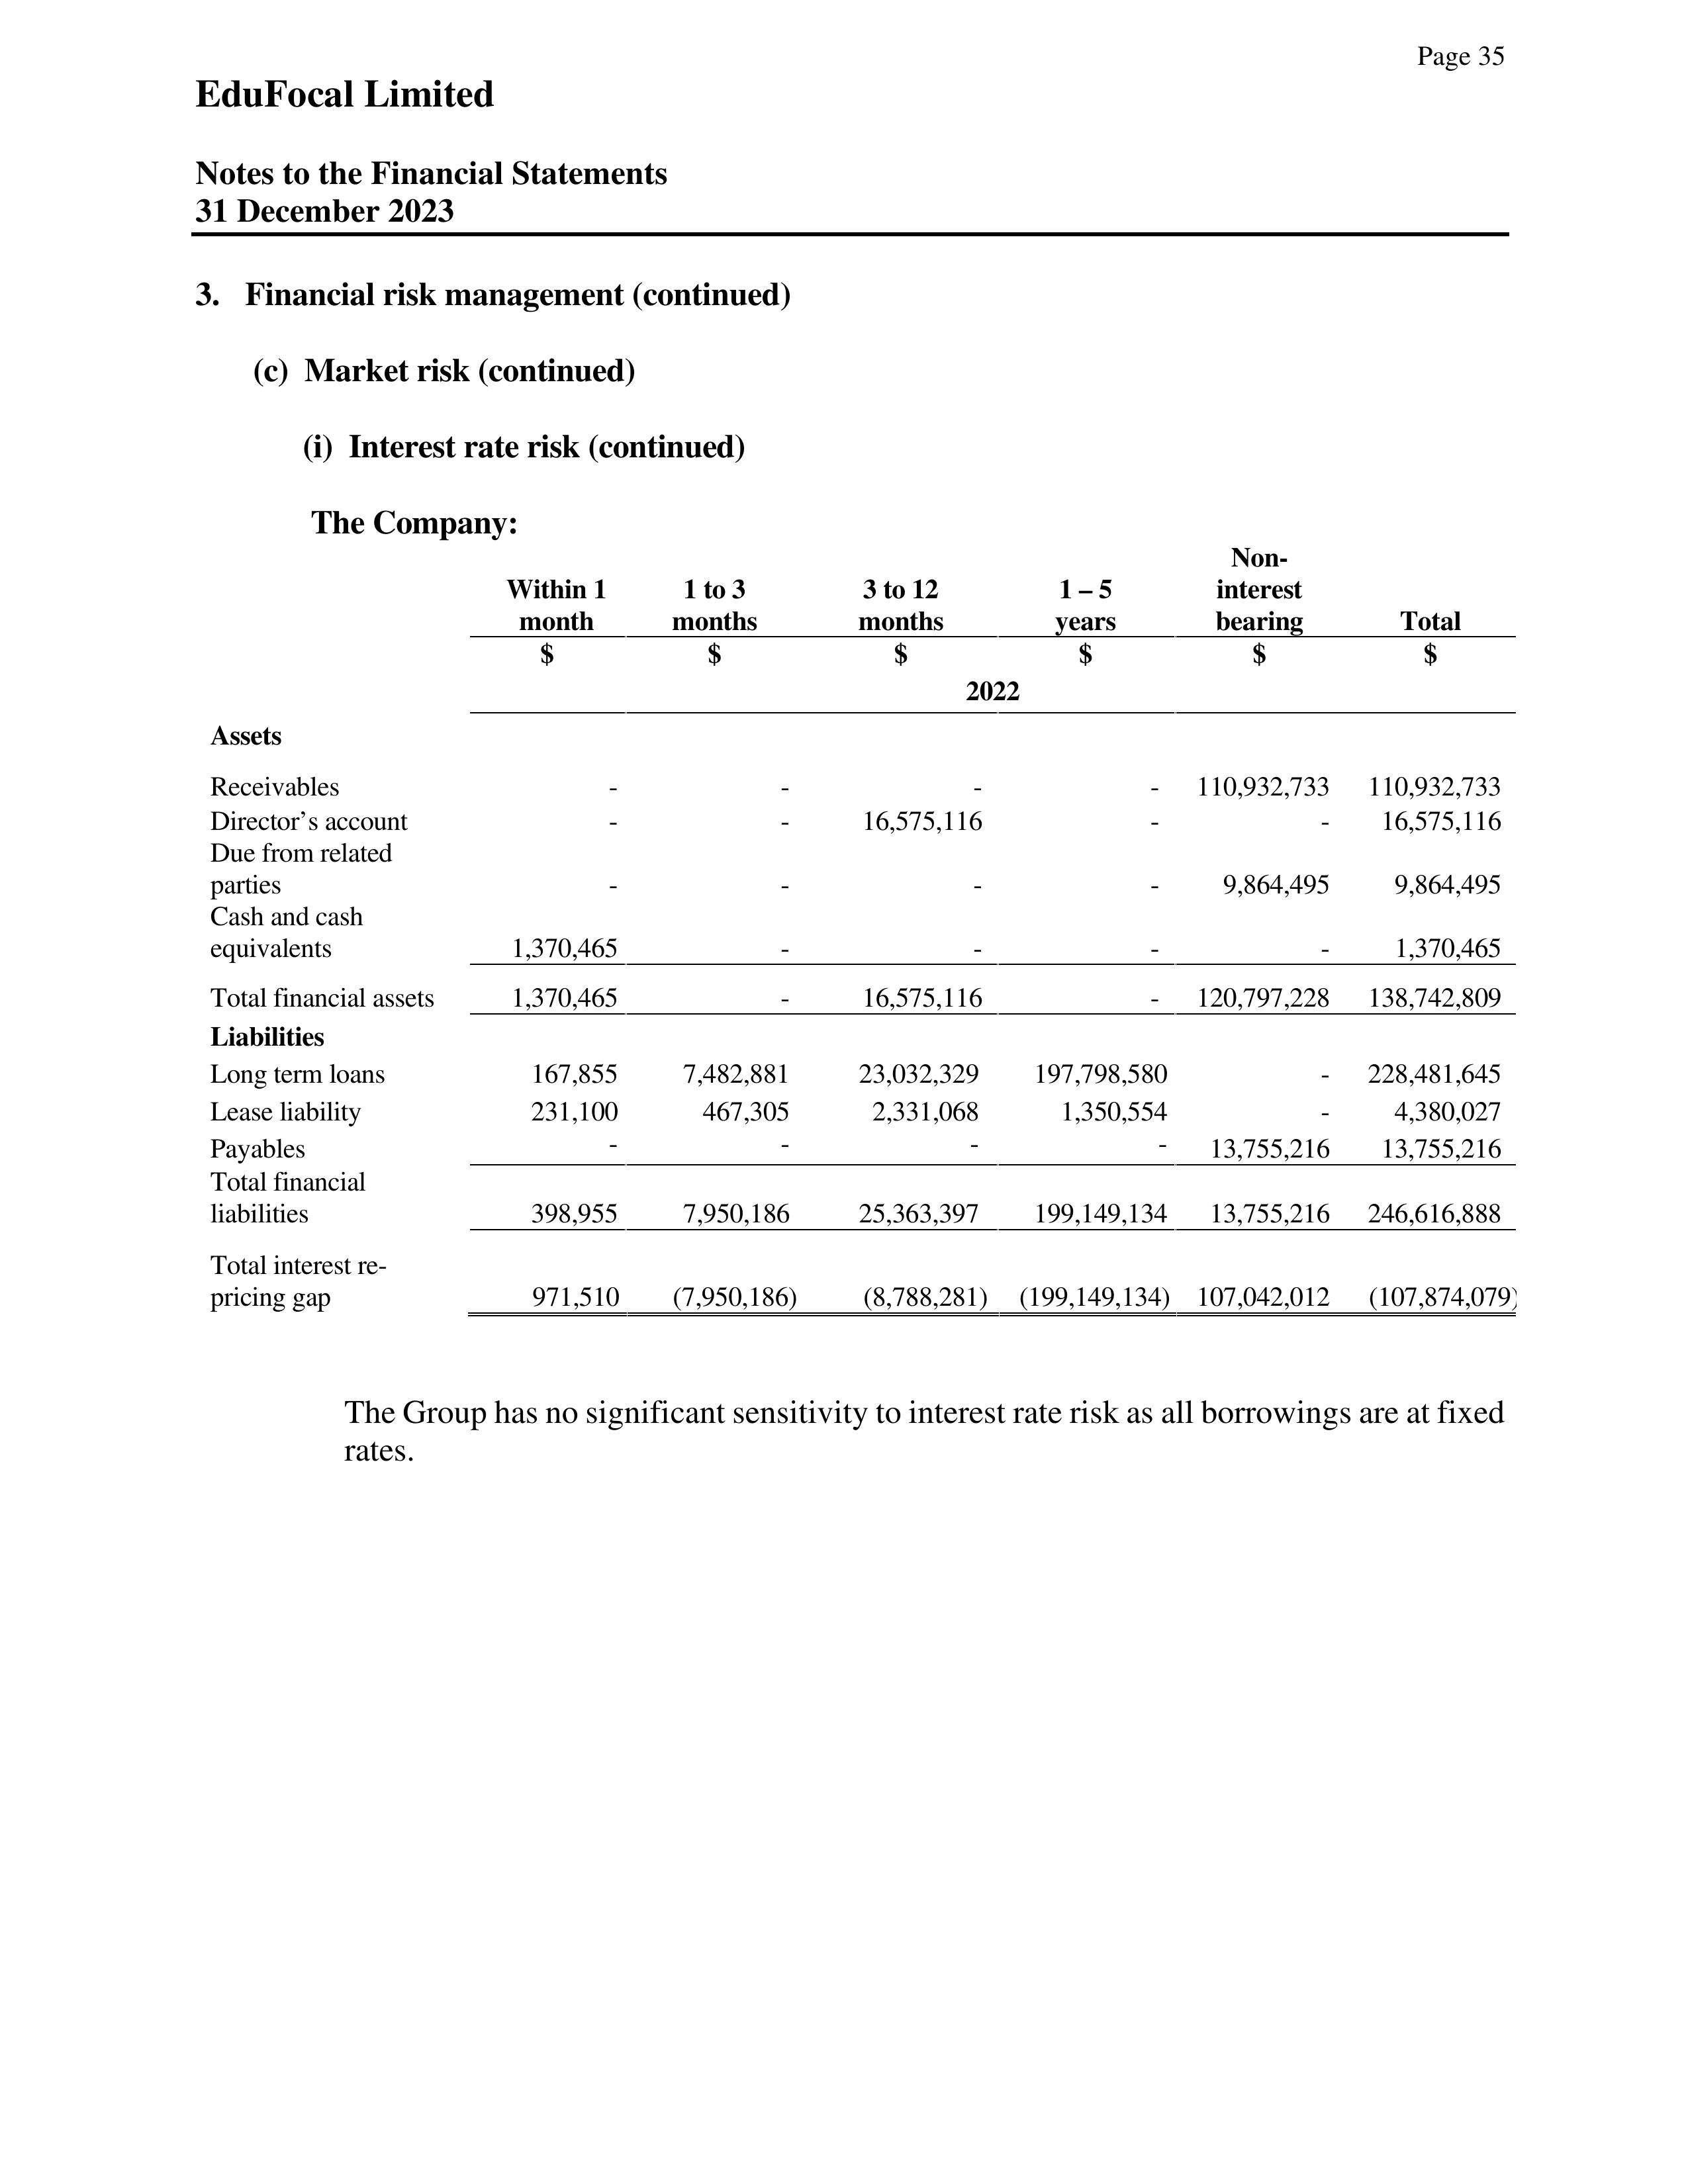 Page 35
EduFocal Limited
Notes to the Financial Statements
31 December 2023
3. Financial risk management (continued)
(c) Market risk (continued)
(i) Interest rate risk (continued)
The Company:
Non-
Within 1 1 to 3 3 to 12 1 – 5 interest
month months months years bearing Total
$ $ $ $ $ $
2022
Assets
Receivables - - - - 110,932,733 110,932,733
Director’s account - - 16,575,116 - - 16,575,116
Due from related
parties - - - - 9,864,495 9,864,495
Cash and cash
equivalents 1,370,465 - - - - 1,370,465
Total financial assets 1,370,465 - 16,575,116 - 120,797,228 138,742,809
Liabilities
Long term loans 167,855 7,482,881 23,032,329 197,798,580 - 228,481,645
Lease liability 231,100 467,305 2,331,068 1,350,554 - 4,380,027
Payables - - - - 13,755,216 13,755,216
Total financial
liabilities 398,955 7,950,186 25,363,397 199,149,134 13,755,216 246,616,888
Total interest re-
pricing gap 971,510 (7,950,186) (8,788,281) (199,149,134) 107,042,012 (107,874,079)
The Group has no significant sensitivity to interest rate risk as all borrowings are at fixed
rates.